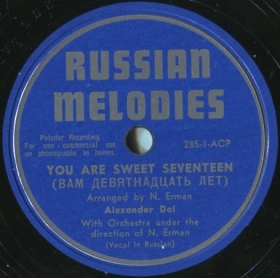 RUSSIAN
MELODIES
Polydor Recording
For non-commercial use
on phonographs in homes.
285-1-ACP
YOU ARE SWEET SEVENTEEN
(ВАМ ДЕВЯТНАДЦАТЬ ЛЕТ)
Arranged by N. Erman
Alexander Dol
With Orchestra under the
direction of N. Erman
(Vocal in Russian)